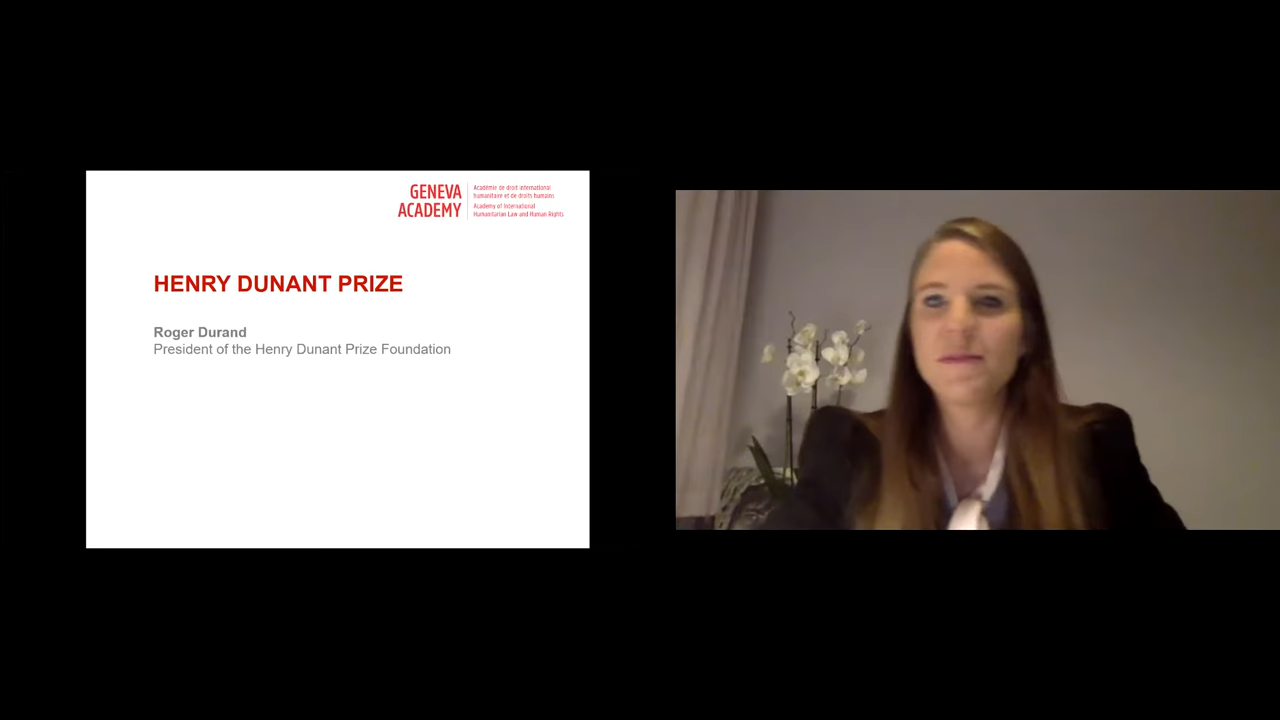 GENEVA
ACADEMY
Académie de droit international
humanitaire et de droits humains
Academy of International
Humanitarian Law and Human Rights
HENRY DUNANT PRIZE
Roger Durand
President of the Henry Dunant Prize Foundation